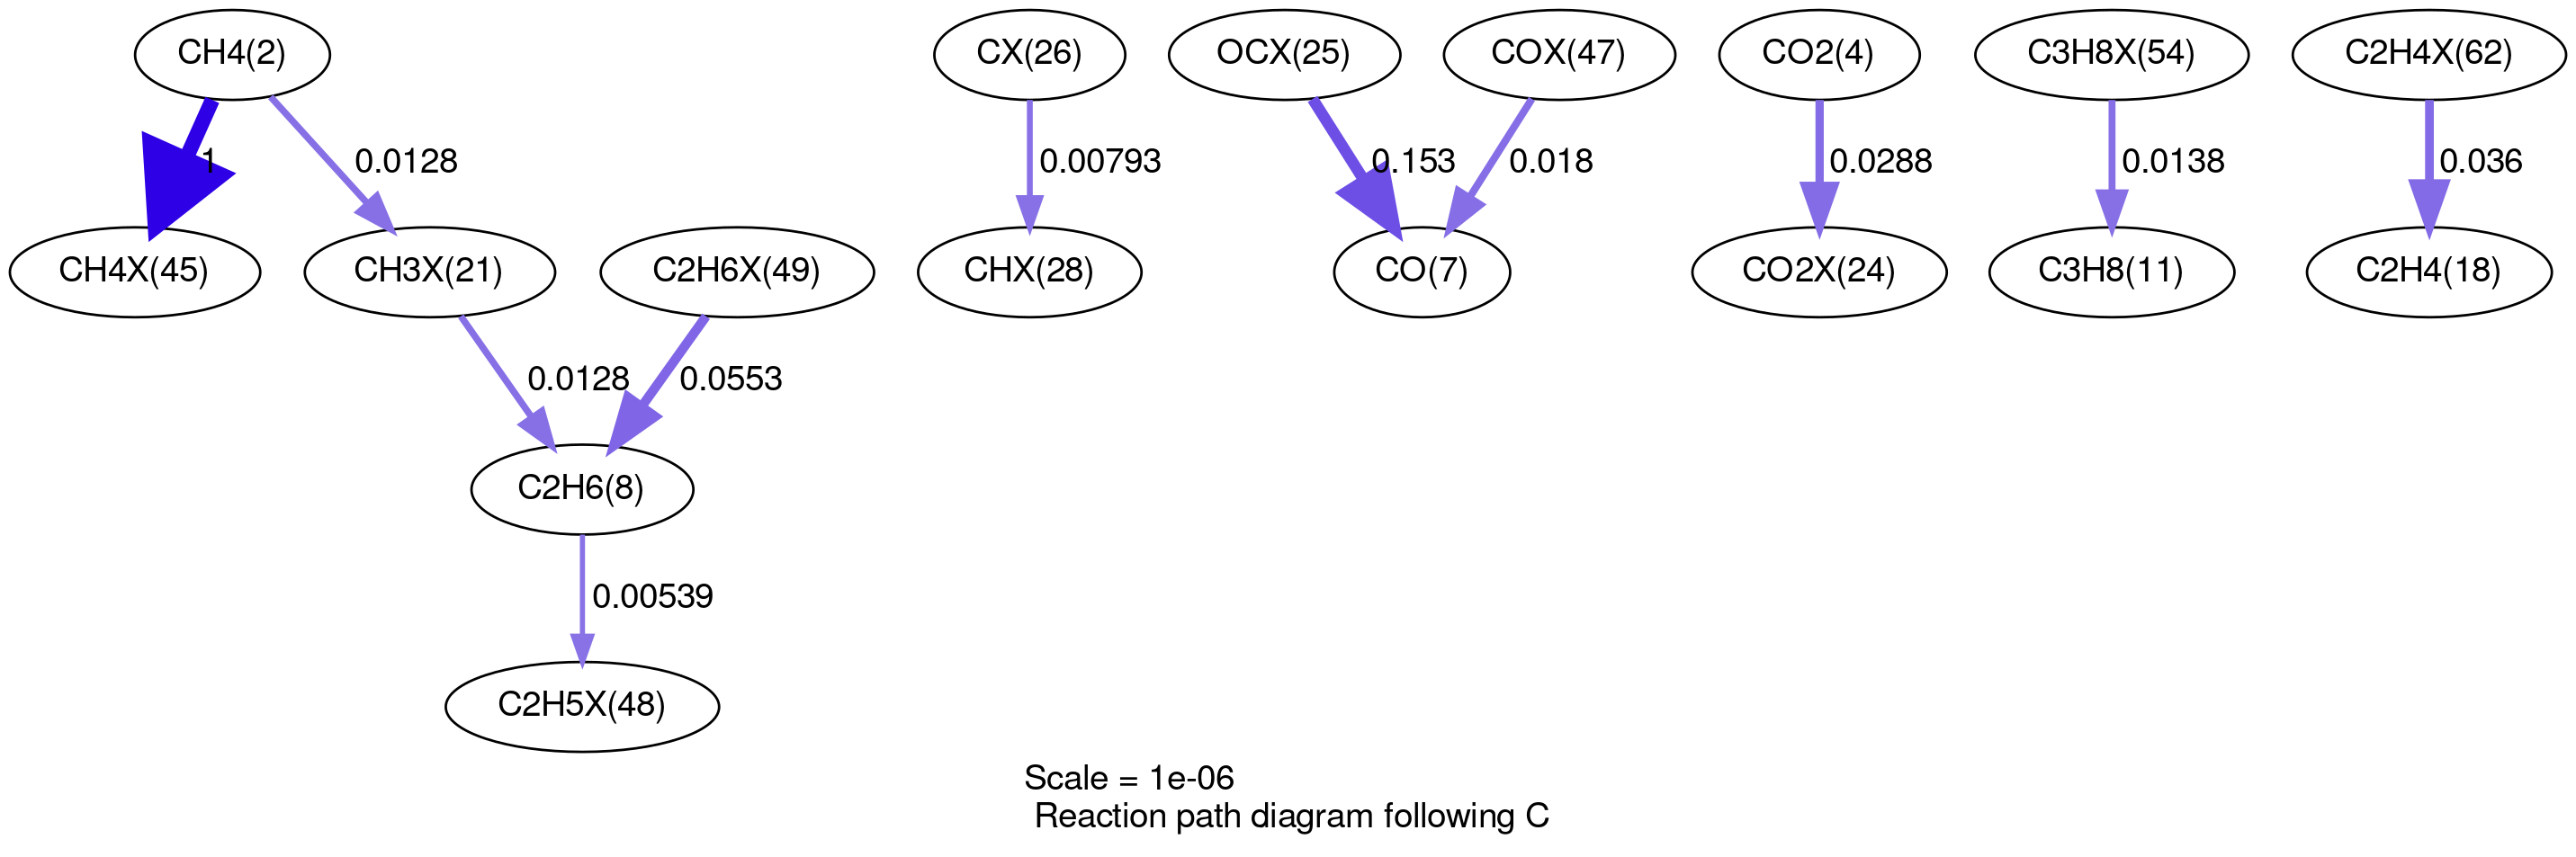 CH4(2)
CX(26)
OCX(25)
COX(47)
CO2(4)
C3H8X(54)
C2H4X(62)
1
0.0128
0.00793
0.153
0.018
0.0288
0.0138
0.036
CH4X(45)
CH3X(21)
C2H6X(49)
CHX(28)
CO(7)
CO2X(24)
C3H8(11)
C2H4(18)
0.0128
0.0553
C2H6(8)
0.00539
C2H5X(48)
Scale = 1e-06
Reaction path diagram following C